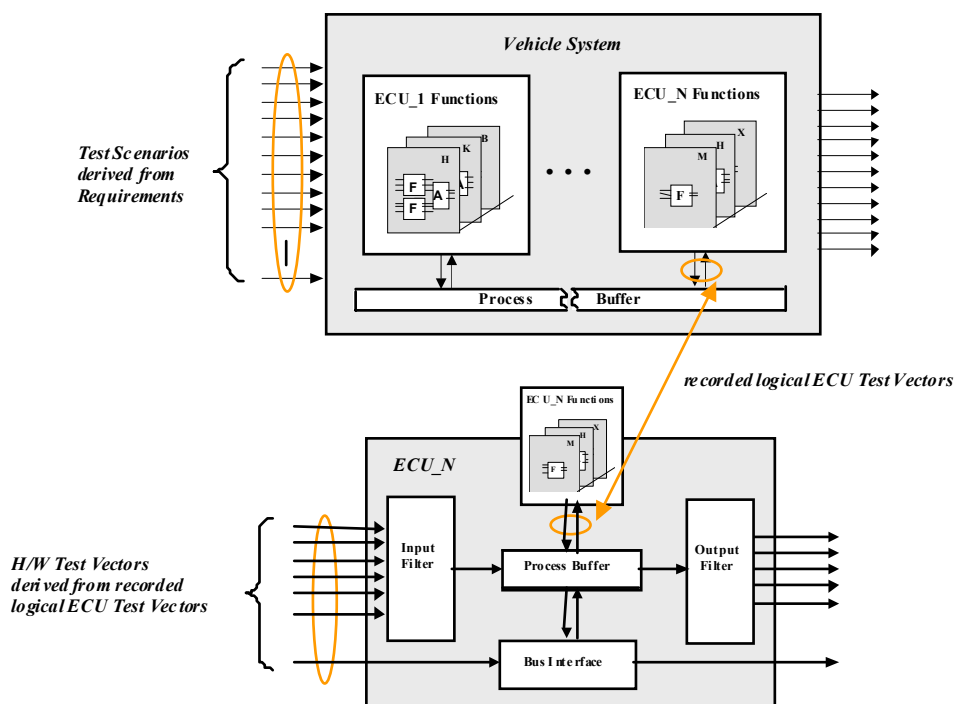 Vehicle System
ECU_1 Functions
B
K
H
A
F
A
F
• • •
ECU_N Functions
X
H
M
F
Test Scenarios
derived from
Requirements
Process Buffer
recorded logical ECU Test Vectors
ECU_N Functions
X
H
M
F
ECU_N
H/W Test Vectors
derived from recorded
logical ECU Test Vectors
Input
Filter
Process Buffer
Output
Filter
Bus Interface